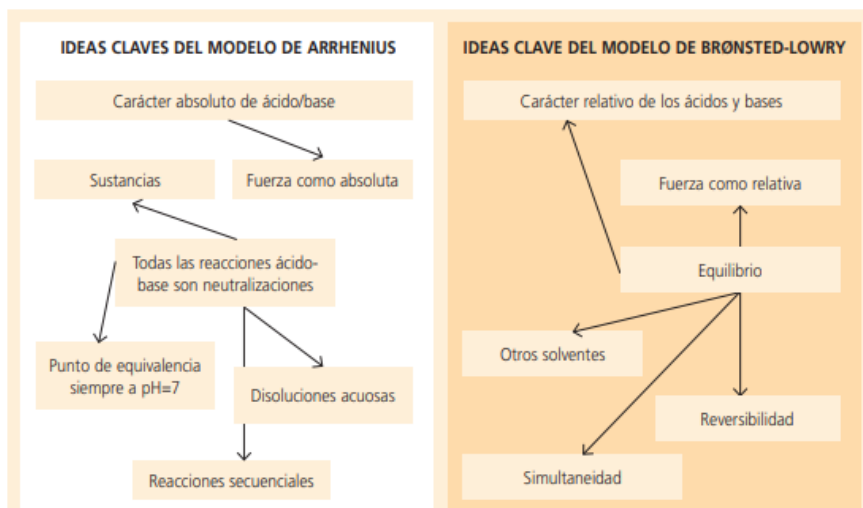 IDEAS CLAVES DEL MODELO DE ARRHENIUS
Carácter absoluto de ácido/base
Sustancias
Fuerza como absoluta
Todas las reacciones ácido-
base son neutralizaciones
Punto de equivalencia
siempre a pH=7
Disoluciones acuosas
Reacciones secuenciales
IDEAS CLAVE DEL MODELO DE BRØNSTED-LOWRY
Carácter relativo de los ácidos y bases
Fuerza como relativa
Equilibrio
Otros solventes
Reversibilidad
Simultaneidad